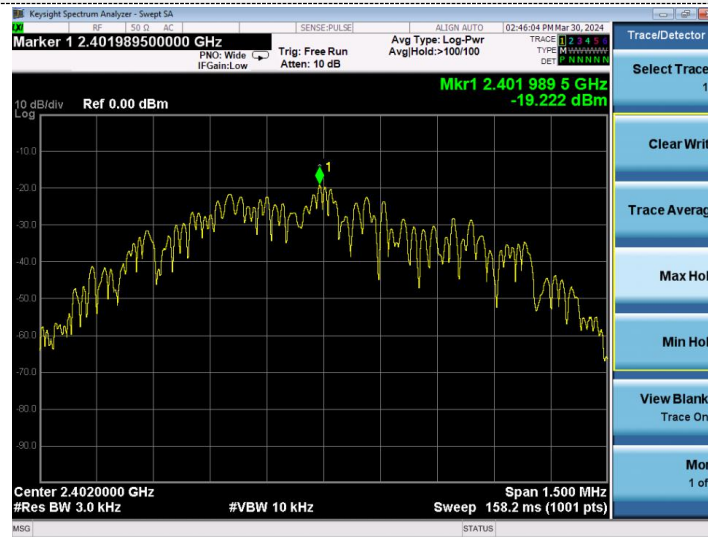 Keysight Spectrum Analyzer - Swept SA
LXI RF 50 Ω AC SENSE:PULSE ALIGN AUTO 02:46:04 PM Mar 30, 2024
Marker 1 2.401989500000 GHz
PNO: Wide
IFGain:Low
Trig: Free Run
Atten: 10 dB
Avg Type: Log-Pwr
Avg|Hold:>100/100
TRACE 1 2 3 4 5 6
TYPE M WWWWW
DET P N N N N N
Mkr1 2.401 989 5 GHz
-19.222 dBm
10 dB/div Ref 0.00 dBm
Log
1
-10.0
-20.0
-30.0
-40.0
-50.0
-60.0
-70.0
-80.0
-90.0
Center 2.4020000 GHz Span 1.500 MHz
#Res BW 3.0 kHz #VBW 10 kHz Sweep 158.2 ms (1001 pts)
MSG STATUS
Trace/Detector
Select Trace
1
Clear Writ
Trace Averag
Max Hol
Min Hol
View Blank
Trace On
Mor
1 of